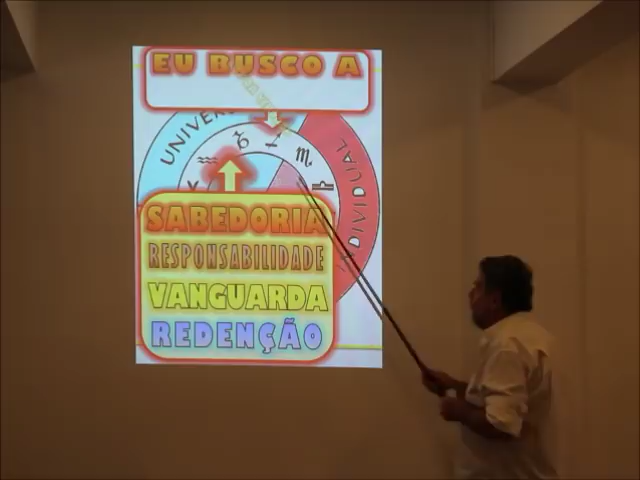 EU BUSCO A
UNIVER
DIVIDUAL
SABEDORIA
RESPONSABILIDADE
VANGUARDA
REDENÇÃO